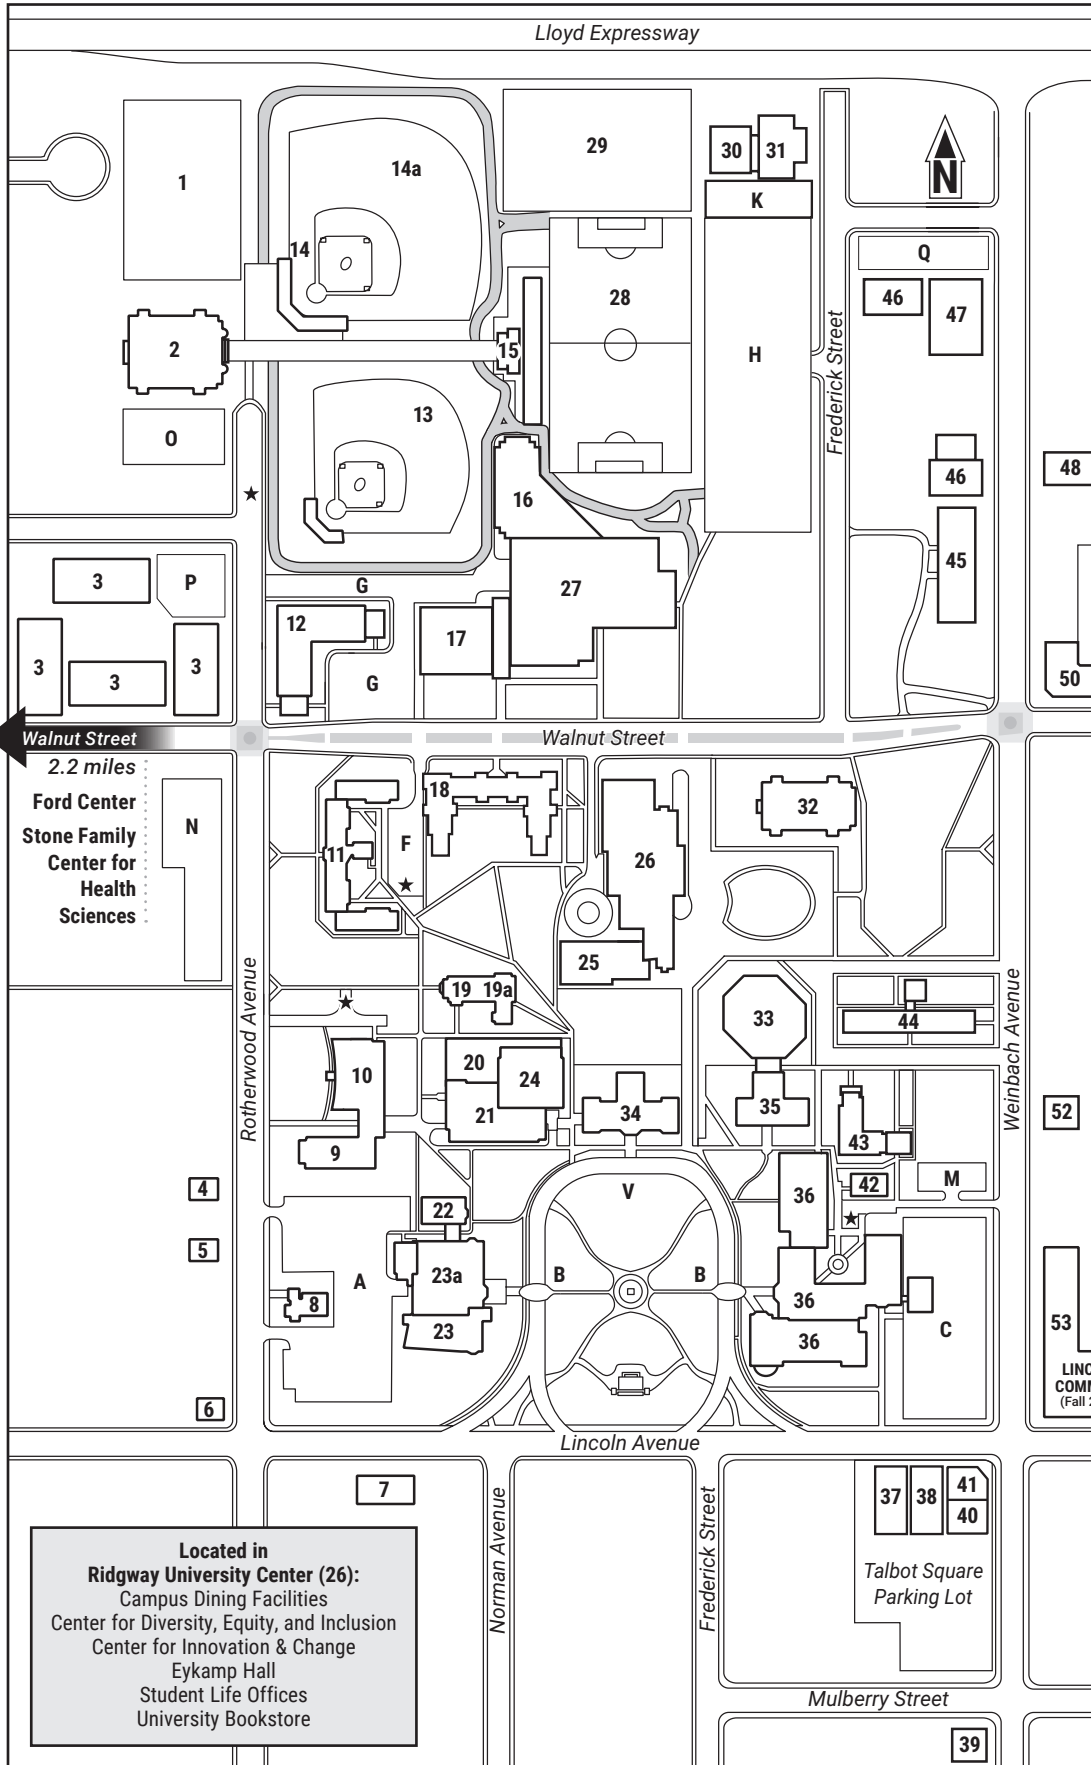 Lloyd Expressway
29
30
31
1
14a
K
N
14
Q
28
46
47
2
15
H
Frederick Street
13
O
46
48
16
45
3
P
G
27
12
17
3
3
3
G
50
Walnut Street
Walnut Street
2.2 miles
Ford Center
Stone Family
Center for
Health
Sciences
N
18
32
11
F
26
25
19
19a
33
44
Rotherwood Avenue
Weinbach Avenue
10
20
24
21
34
35
52
43
9
M
4
22
V
36
42
5
A
23a
B
B
8
36
C
23
36
53
LINC
COMM
(Fall 2
6
Lincoln Avenue
7
Norman Avenue
Frederick Street
37
38
41
40
Talbot Square
Parking Lot
Located in
Ridgway University Center (26):
Campus Dining Facilities
Center for Diversity, Equity, and Inclusion
Center for Innovation & Change
Eykamp Hall
Student Life Offices
University Bookstore
Mulberry Street
39